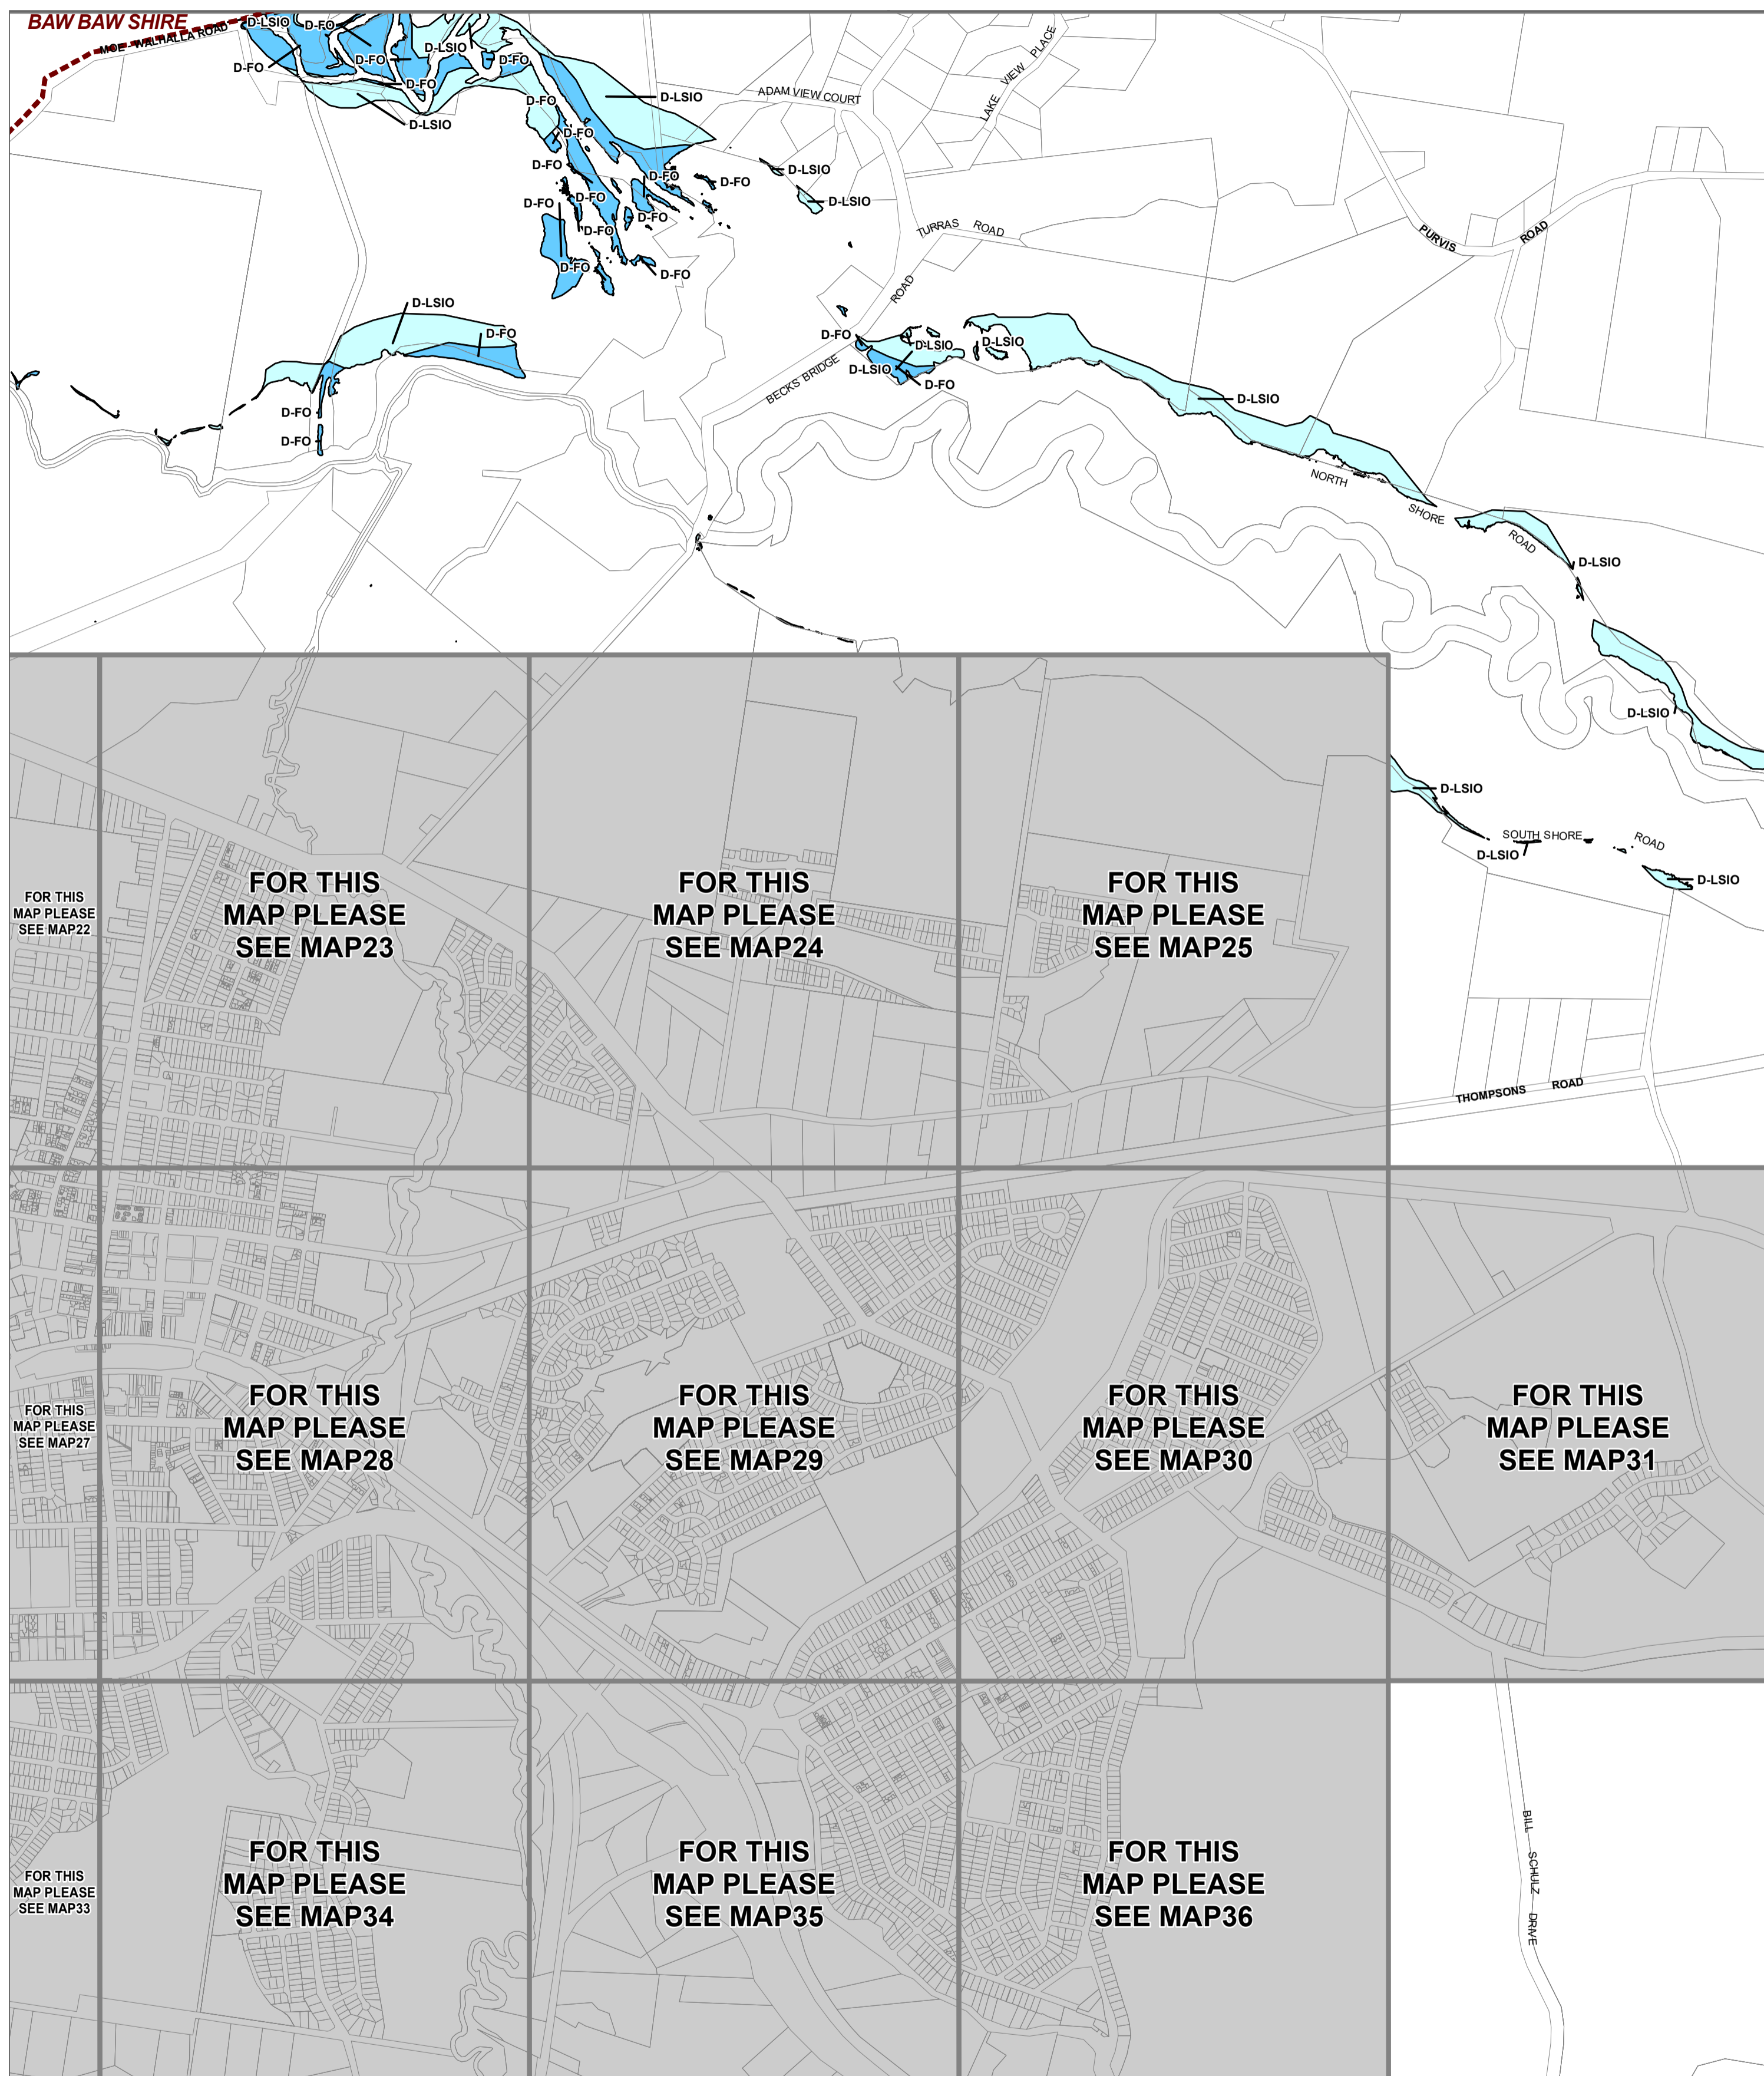 BAW BAW SHIRE
MOE - WALHALLA ROAD
D-LSIO
D-FO
D-LSIO
D-FO
D-FO
D-FO
D-FO
D-LSIO
D-FO
D-LSIO
ADAM VIEW COURT
LAKE VIEW PLACE
D-FO
D-FO
D-FO
D-FO
D-LSIO
D-FO
D-FO
D-LSIO
D-FO
D-FO
D-FO
D-FO
TURRAS ROAD
PURVIS ROAD
D-LSIO
D-FO
D-FO
D-FO
BECKS BRIDGE ROAD
D-FO
D-LSIO
D-LSIO
D-LSIO
D-FO
D-LSIO
NORTH SHORE ROAD
D-LSIO
D-LSIO
D-LSIO
SOUTH SHORE ROAD
D-LSIO
D-LSIO
THOMPSONS ROAD
FOR THIS
MAP PLEASE
SEE MAP22
FOR THIS
MAP PLEASE
SEE MAP23
FOR THIS
MAP PLEASE
SEE MAP24
FOR THIS
MAP PLEASE
SEE MAP25
FOR THIS
MAP PLEASE
SEE MAP27
FOR THIS
MAP PLEASE
SEE MAP28
FOR THIS
MAP PLEASE
SEE MAP29
FOR THIS
MAP PLEASE
SEE MAP30
FOR THIS
MAP PLEASE
SEE MAP31
FOR THIS
MAP PLEASE
SEE MAP33
FOR THIS
MAP PLEASE
SEE MAP34
FOR THIS
MAP PLEASE
SEE MAP35
FOR THIS
MAP PLEASE
SEE MAP36
BILL SCHULZ DRIVE